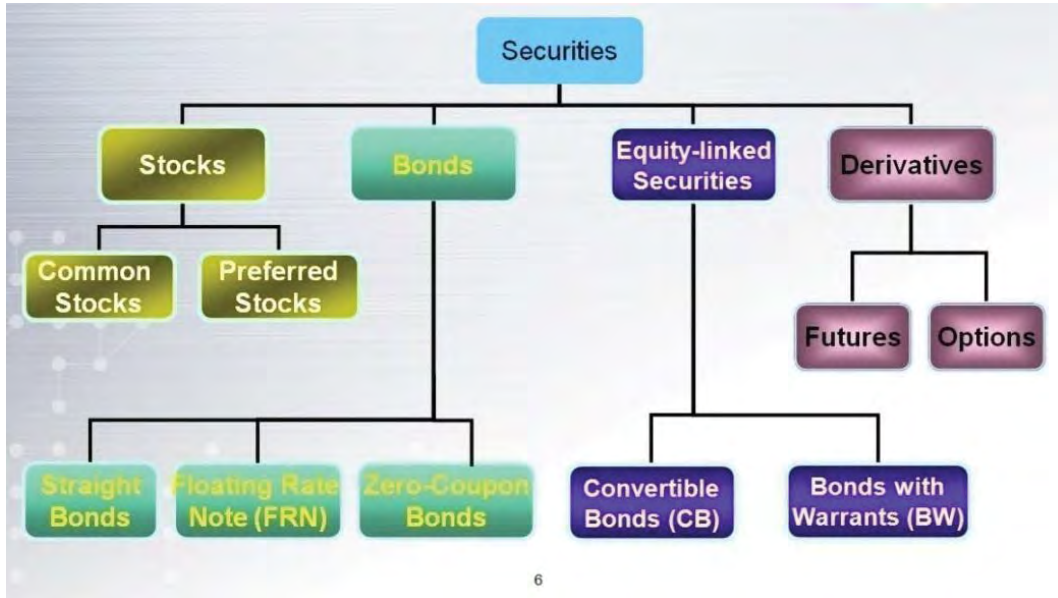 Securities
Stocks
Bonds
Equity-linked
Securities
Derivatives
Common
Stocks
Preferred
Stocks
Futures
Options
Straight
Bonds
Floating Rate
Note (FRN)
Zero-Coupon
Bonds
Convertible
Bonds (CB)
Bonds with
Warrants (BW)
6